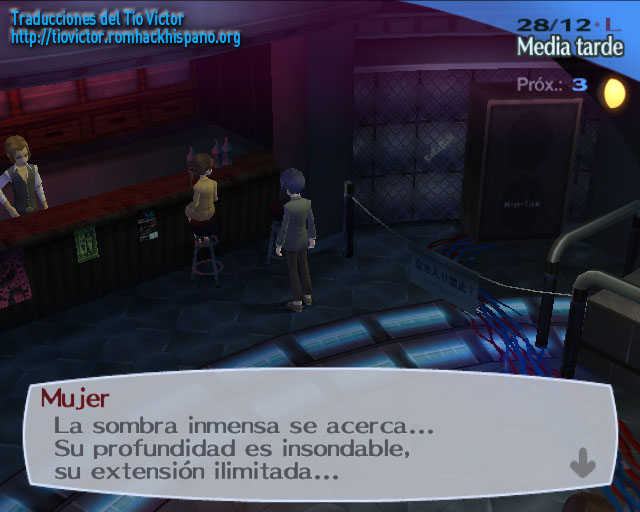 Traducciones del Tío Victor
http://tiovictor.romhackhispano.org
28/12 · L
Media tarde
Próx.: 3
Mujer
La sombra inmensa se acerca...
Su profundidad es insondable,
su extensión ilimitada...